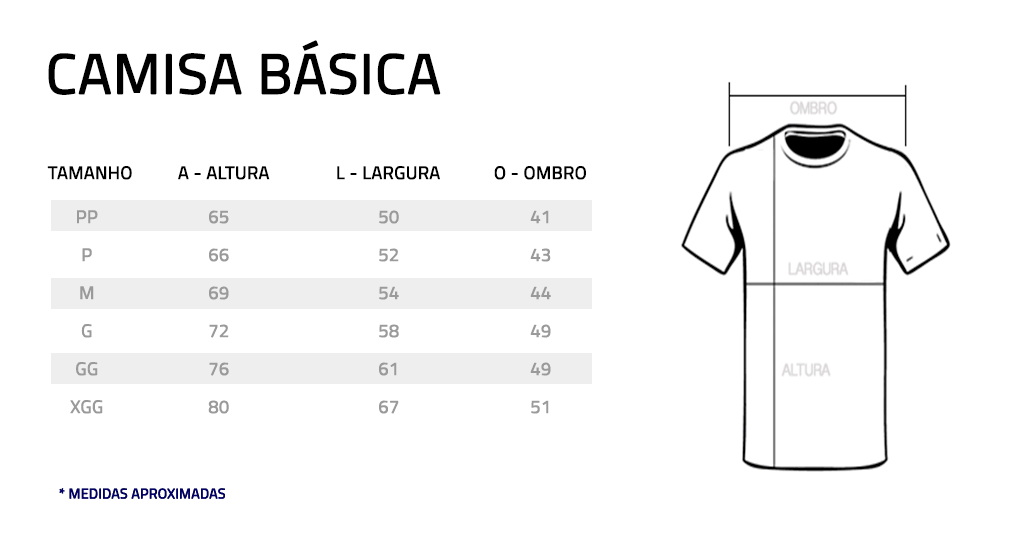 CAMISA BÁSICA
TAMANHO A - ALTURA L - LARGURA O - OMBRO
PP 65 50 41
P 66 52 43
M 69 54 44
G 72 58 49
GG 76 61 49
XGG 80 67 51
* MEDIDAS APROXIMADAS
OMBRO
LARGURA
ALTURA